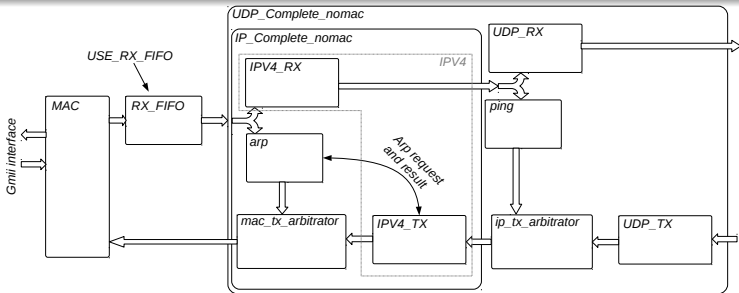 UDP_Complete_nomac
IP_Complete_nomac
UDP_RX
USE_RX_FIFO
IPV4
IPV4_RX
MAC
RX_FIFO
ping
Gmii interface
arp
Arp request
and result
mac_tx_arbitrator
IPV4_TX
ip_tx_arbitrator
UDP_TX